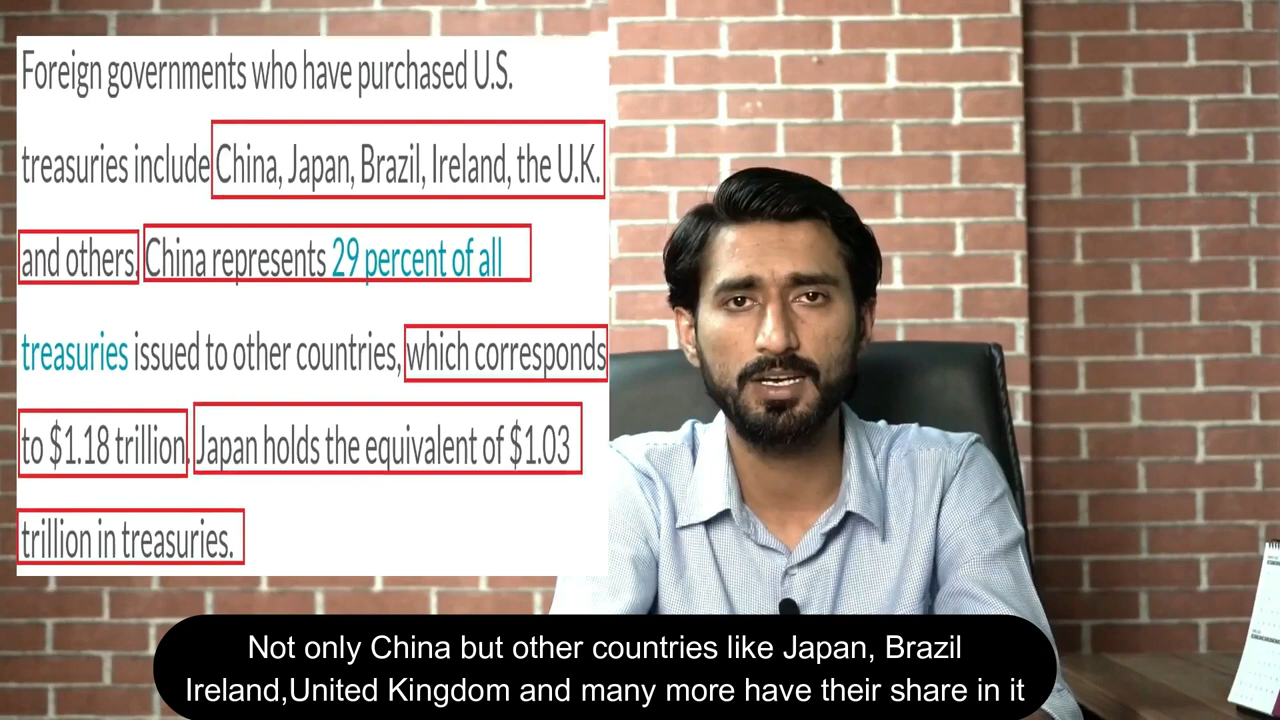 Foreign governments who have purchased U.S.
treasuries include China, Japan, Brazil, Ireland, the U.K.
and others. China represents 29 percent of all
treasuries issued to other countries, which corresponds
to $1.18 trillion. Japan holds the equivalent of $1.03
trillion in treasuries.
Not only China but other countries like Japan, Brazil
Ireland,United Kingdom and many more have their share in it